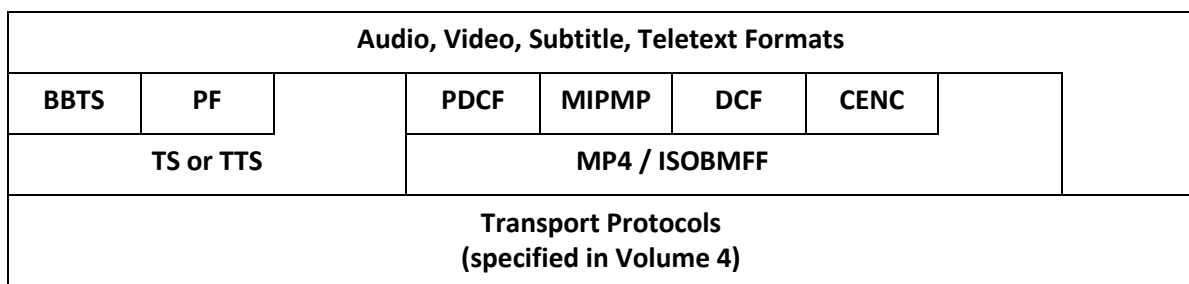 Audio, Video, Subtitle, Teletext Formats
BBTS PF PDCF MIPMP DCF CENC
TS or TTS MP4 / ISOBMFF
Transport Protocols
(specified in Volume 4)